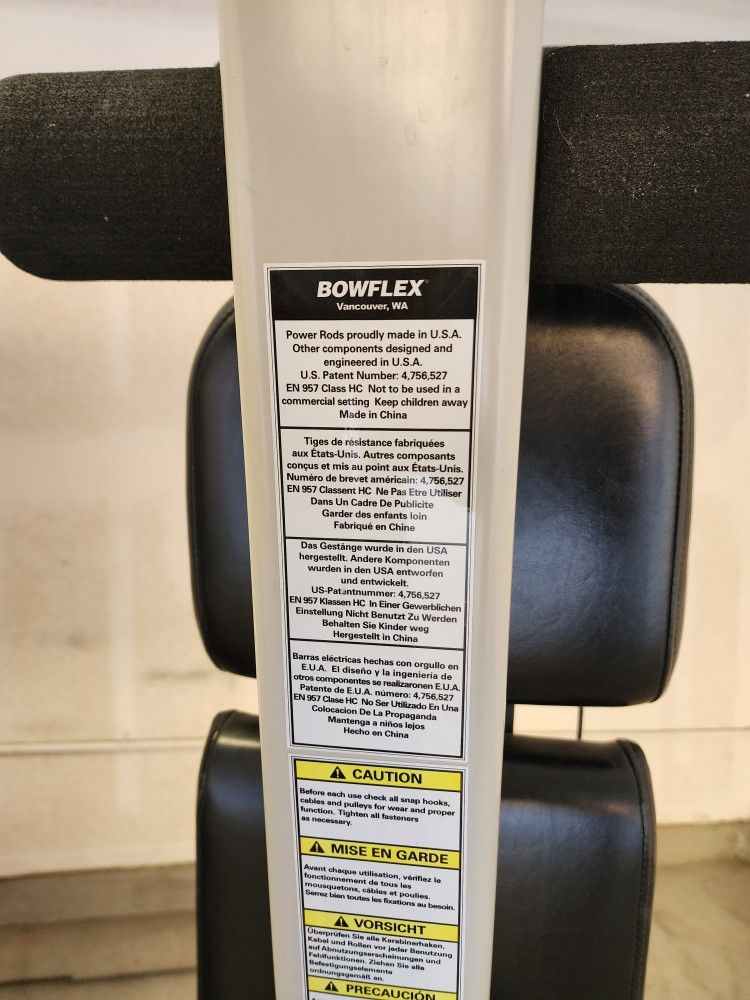 BOWFLEX
Vancouver, WA
Power Rods proudly made in U.S.A.
Other components designed and
engineered in U.S.A.
U.S. Patent Number: 4,756,527
EN 957 Class HC Not to be used in a
commercial setting Keep children away
Made in China
Tiges de résistance fabriquées
aux États-Unis. Autres composants
conçus et mis au point aux États-Unis.
Numéro de brevet américain: 4,756,527
EN 957 Classent HC Ne Pas Etre Utiliser
Dans Un Cadre De Publicite
Garder des enfants loin
Fabriqué en Chine
Das Gestänge wurde in den USA
hergestellt. Andere Komponenten
wurden in den USA entworfen
und entwickelt.
US-Patentnummer: 4,756,527
EN 957 Klassen HC In Einer Gewerblichen
Einstellung Nicht Benutzt Zu Werden
Behalten Sie Kinder weg
Hergestellt in China
Barras eléctricas hechas con orgullo en
E.U.A. El diseño y la ingeniería de
otros componentes se realizaronen E.U.A.
Patente de E.U.A. número: 4,756,527
EN 957 Clase HC No Ser Utilizado En Una
Colocacion De La Propaganda
Mantenga a niños lejos
Hecho en China
CAUTION
Before each use check all snap hooks,
cables and pulleys for wear and proper
function. Tighten all fasteners
as necessary.
MISE EN GARDE
Avant chaque utilisation, vérifiez le
fonctionnement de tous les
mousquetons, câbles et poulies.
Serrez bien toutes les fixations au besoin.
VORSICHT
Überprüfen Sie alle Karabinerhaken,
Kabel und Rollen vor jeder Benutzung
auf Abnutzungserscheinungen und
Fehlfunktionen. Ziehen Sie alle
Befestigungselemente
ordnungsgemäß an.
PRECAUCIÓN